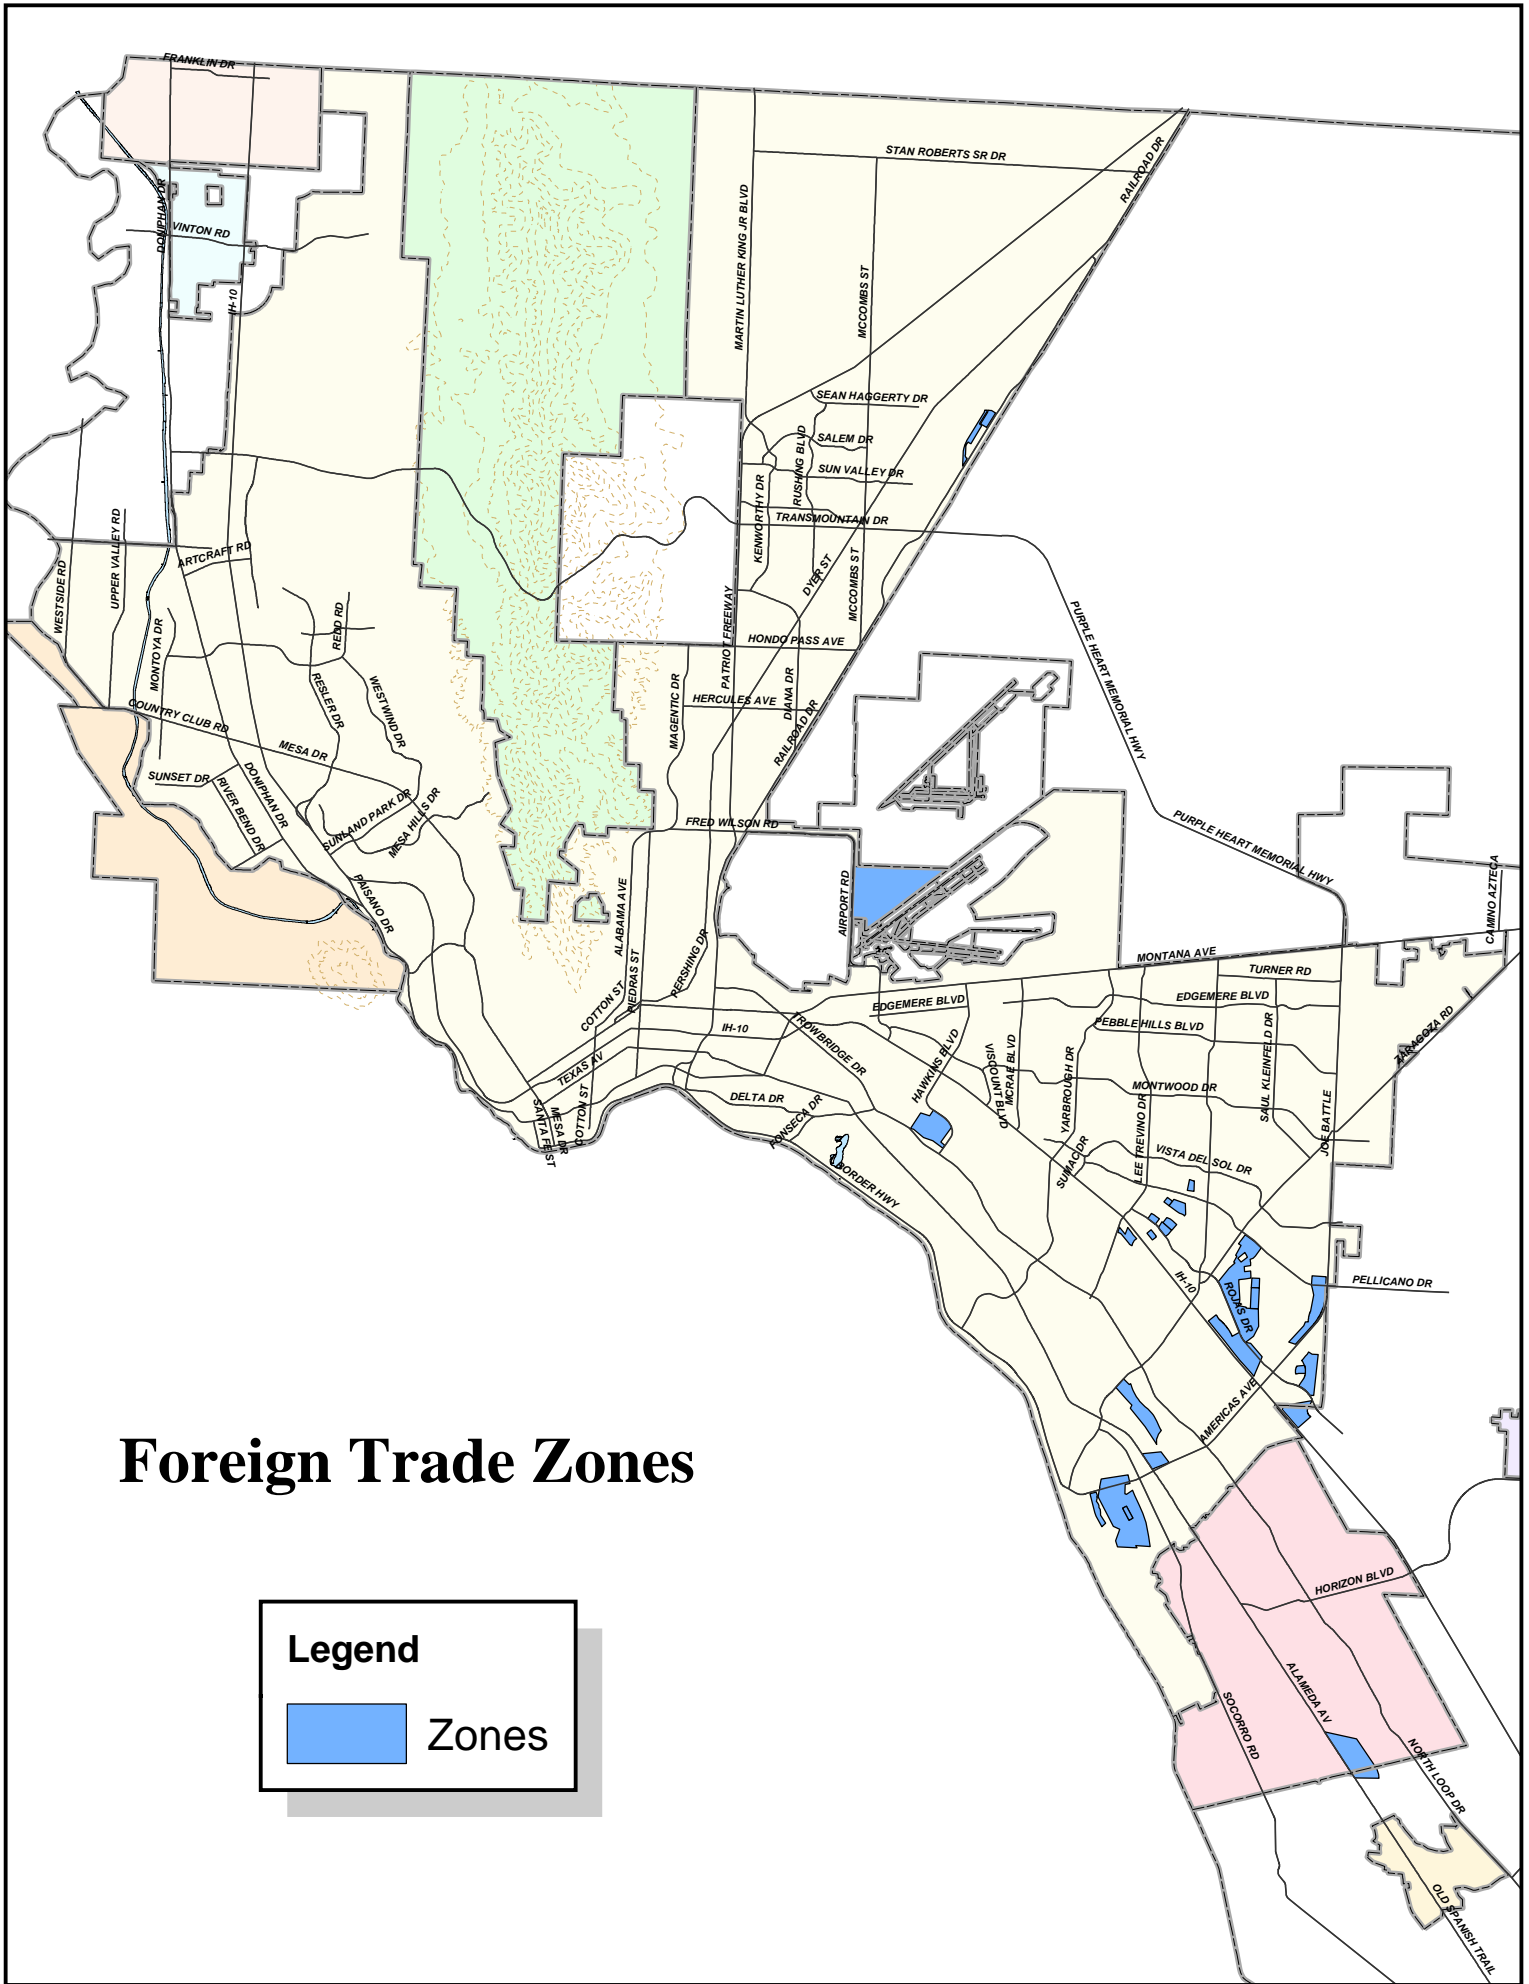 FRANKLIN DR
STAN ROBERTS SR DR
RAILROAD DR
DONIPHAN DR
VINTON RD
IH-10
MARTIN LUTHER KING JR BLVD
MCCOMBS ST
SEAN HAGGERTY DR
SALEM DR
RUSHING BLVD
SUN VALLEY DR
KENWORTHY DR
TRANSMOUNTAIN DR
WESTSIDE RD
UPPER VALLEY RD
ARTCRAFT RD
DYER ST
MCCOMBS ST
PATRIOT FREEWAY
HONDO PASS AVE
PURPLE HEART MEMORIAL HWY
MONTOYA DR
REDD RD
RESLER DR
WESTWIND DR
MAGENTIC DR
HERCULES AVE
DIANA DR
RAILROAD DR
COUNTRY CLUB RD
MESA DR
SUNSET DR
RIVER BEND DR
DONIPHAN DR
SUNLAND PARK DR
MESA HILLS DR
FRED WILSON RD
PURPLE HEART MEMORIAL HWY
PAISANO DR
ALABAMA AVE
AIRPORT RD
CAMINO AZTECA
PIEDRAS ST
PERSHING DR
MONTANA AVE
TURNER RD
COTTON ST
EDGEMERE BLVD
EDGEMERE BLVD
IH-10
TROWBRIDGE DR
PEBBLE HILLS BLVD
ZARAGOZA RD
TEXAS AV
HAWKINS BLVD
VISCOUNT BLVD
MCRAE BLVD
YARBROUGH DR
SAUL KLEINFELD DR
MONTWOOD DR
LEE TREVINO DR
JOE BATTLE
DELTA DR
FONSECA DR
COTTON ST
MESA DR
SANTA FE ST
BORDER HWY
SUMAC DR
VISTA DEL SOL DR
IH-10
ROJAS DR
PELLICANO DR
AMERICAS AVE
Foreign Trade Zones
HORIZON BLVD
Legend
Zones
ALAMEDA AV
SOCORRO RD
NORTH LOOP DR
OLD SPANISH TRAIL